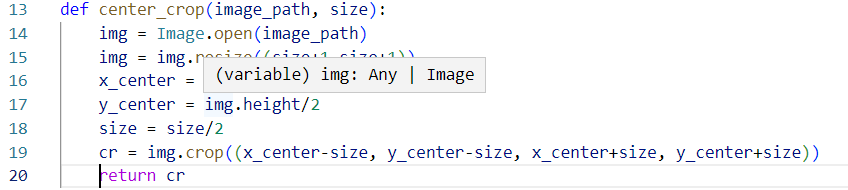 13 def center_crop(image_path, size):
14 img = Image.open(image_path)
15 img = img.resize((size+1,size+1))
16 x_center =
(variable) img: Any | Image
17 y_center = img.height/2
18 size = size/2
19 cr = img.crop((x_center-size, y_center-size, x_center+size, y_center+size))
20 return cr